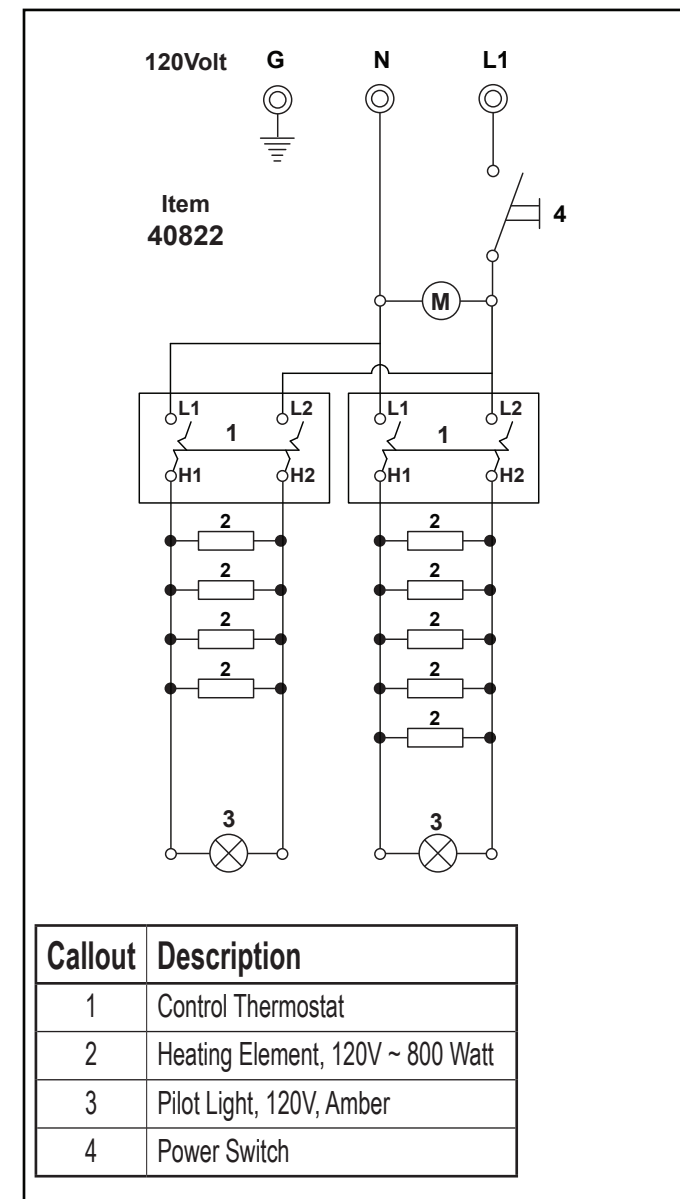 120Volt G N L1
4
Item
40822
M
L1 L2 L1 L2
1 1
H1 H2 H1 H2
2 2
2 2
2 2
2 2
2
3 3
Callout Description
1 Control Thermostat
2 Heating Element, 120V ~ 800 Watt
3 Pilot Light, 120V, Amber
4 Power Switch